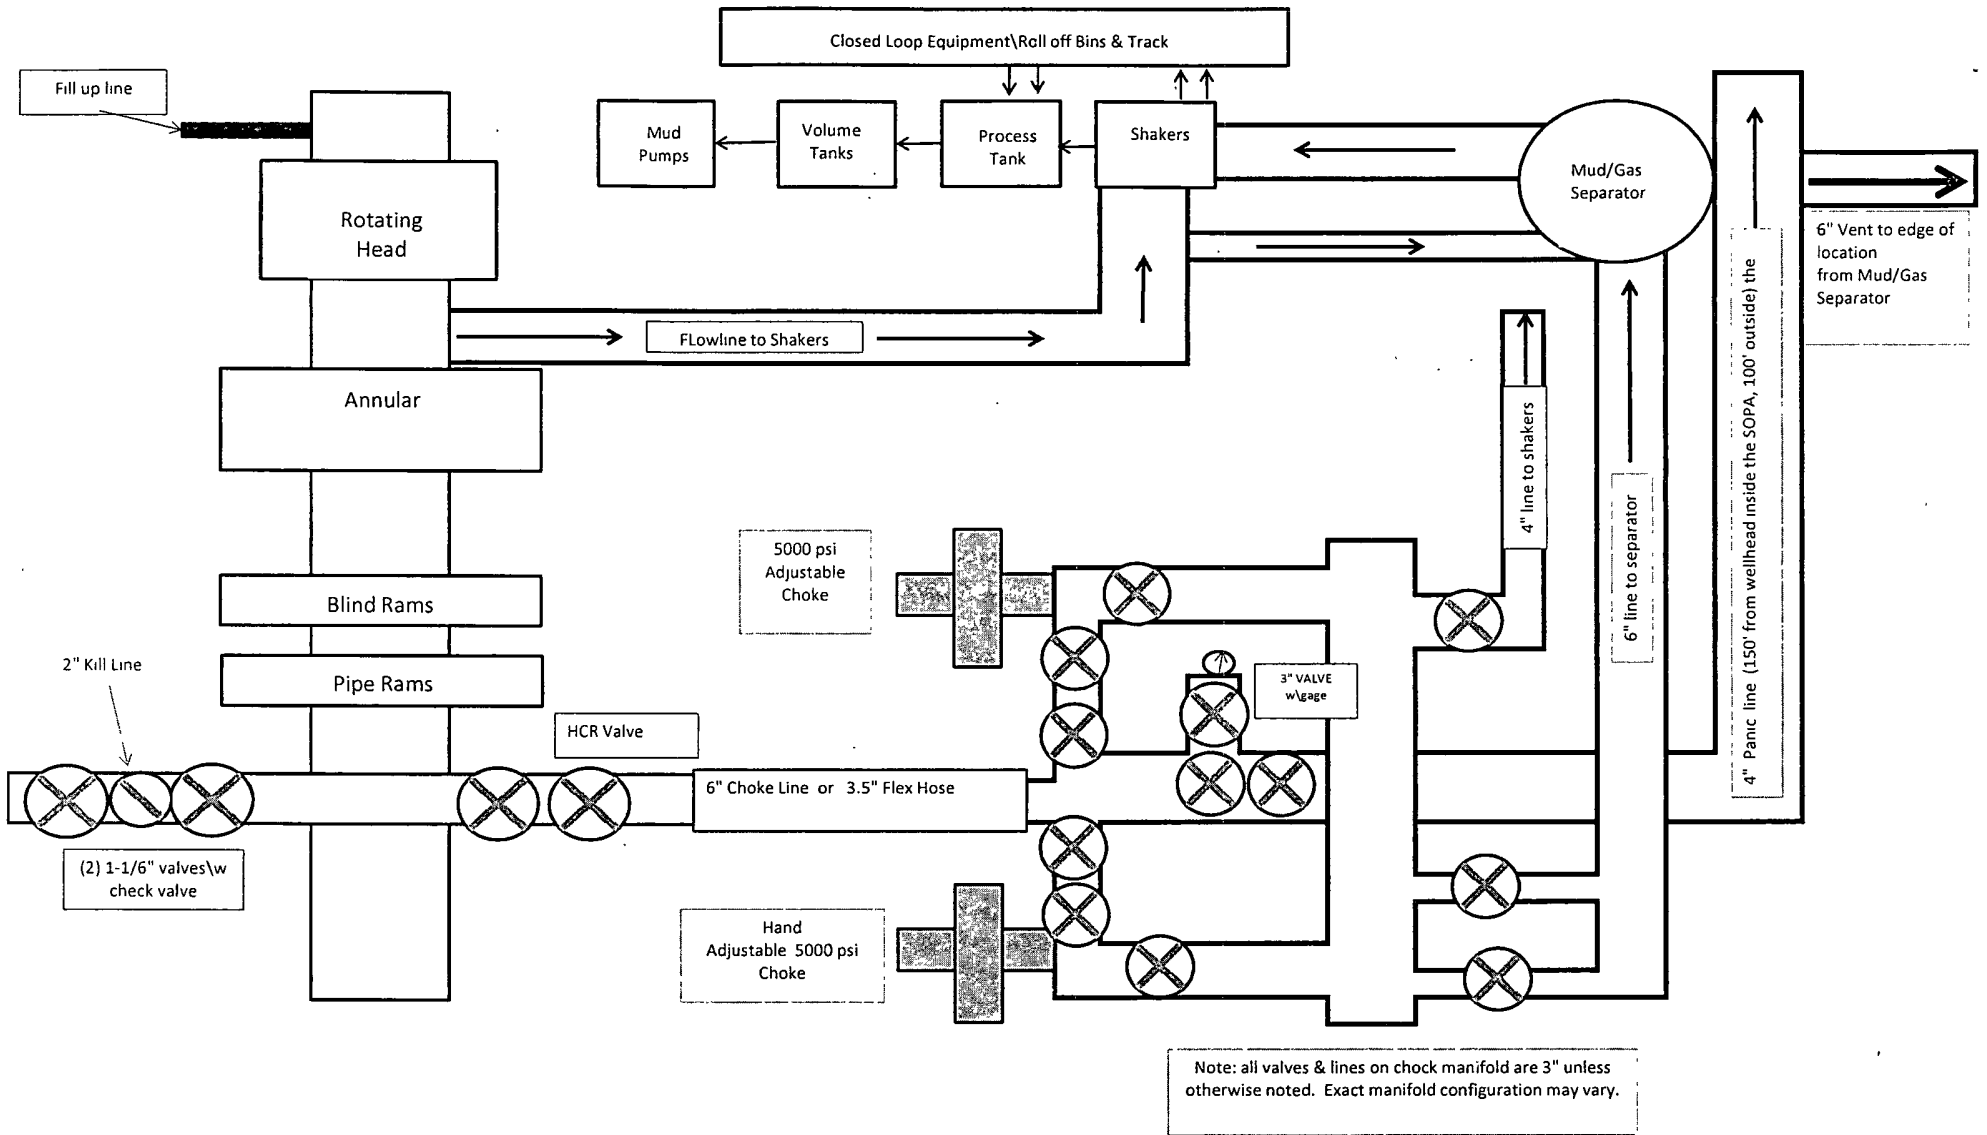 Closed Loop Equipment\Roll off Bins & Track
Fill up line
Mud
Pumps
Volume
Tanks
Process
Tank
Shakers
Mud/Gas
Separator
Rotating
Head
6" Vent to edge of
location
from Mud/Gas
Separator
FLowline to Shakers
Annular
4" line to shakers
6" line to separator
4" Panic line (150' from wellhead inside the SOPA, 100' outside) the
5000 psi
Adjustable
Choke
Blind Rams
2" Kill Line
Pipe Rams
3" VALVE
w\gage
HCR Valve
6" Choke Line or 3.5" Flex Hose
(2) 1-1/6" valves\w
check valve
Hand
Adjustable 5000 psi
Choke
Note: all valves & lines on chock manifold are 3" unless
otherwise noted. Exact manifold configuration may vary.